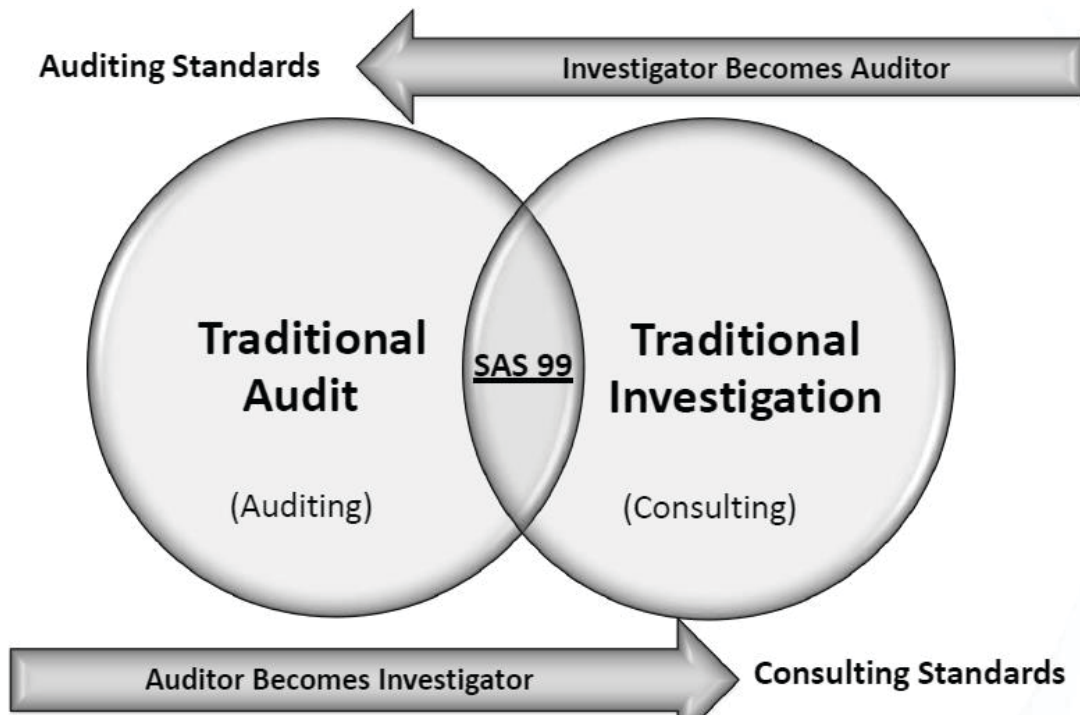 Auditing Standards
Investigator Becomes Auditor
Traditional
Audit
(Auditing)
SAS 99
Traditional
Investigation
(Consulting)
Auditor Becomes Investigator
Consulting Standards